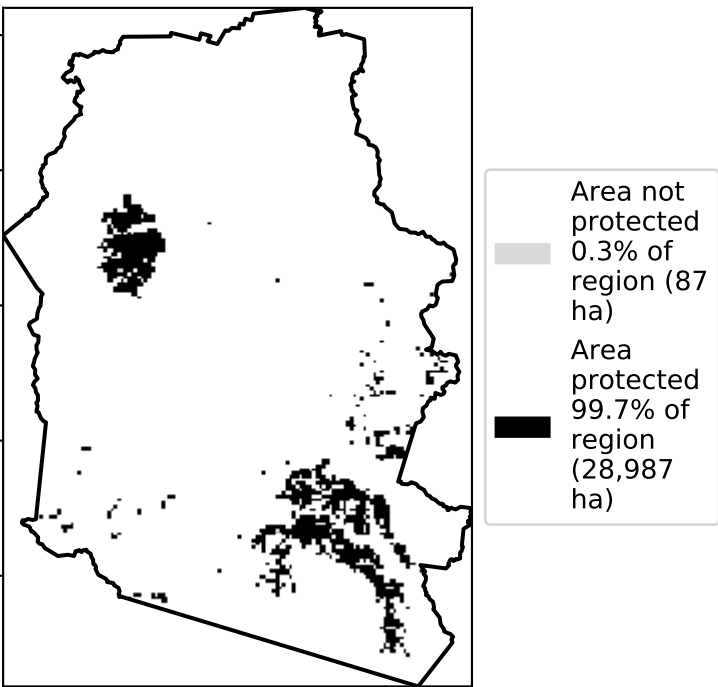 Area not
protected
0.3% of
region (87
ha)
Area
protected
99.7% of
region
(28,987
ha)